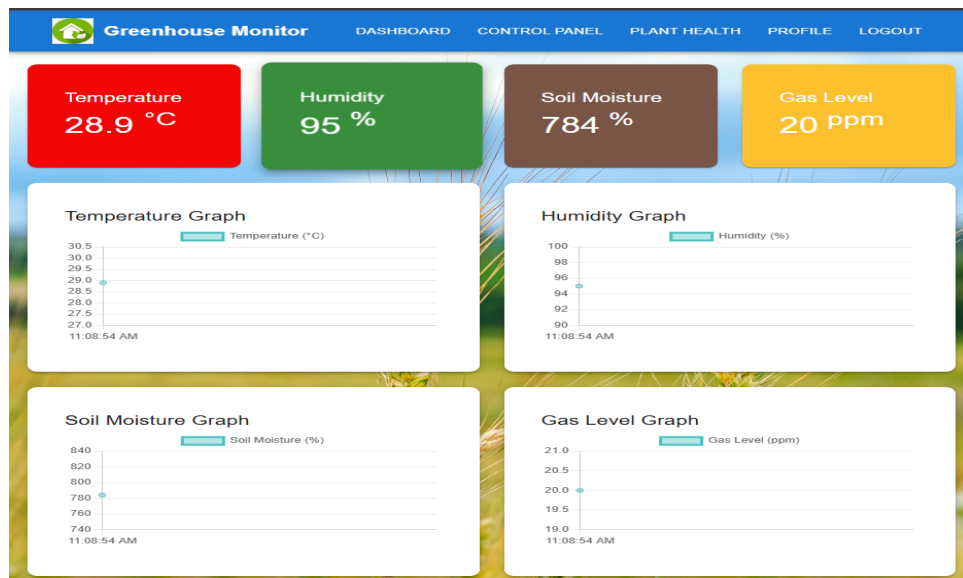 Greenhouse Monitor DASHBOARD CONTROL PANEL PLANT HEALTH PROFILE LOGOUT
Temperature
28.9 °C
Humidity
95 %
Soil Moisture
784 %
Gas Level
20 ppm
Temperature Graph
Temperature (°C)
30.5
30.0
29.5
29.0
28.5
28.0
27.5
27.0
11:08:54 AM
Humidity Graph
Humidity (%)
100
98
96
94
92
90
11:08:54 AM
Soil Moisture Graph
Soil Moisture (%)
840
820
800
780
760
740
11:08:54 AM
Gas Level Graph
Gas Level (ppm)
21.0
20.5
20.0
19.5
19.0
11:08:54 AM